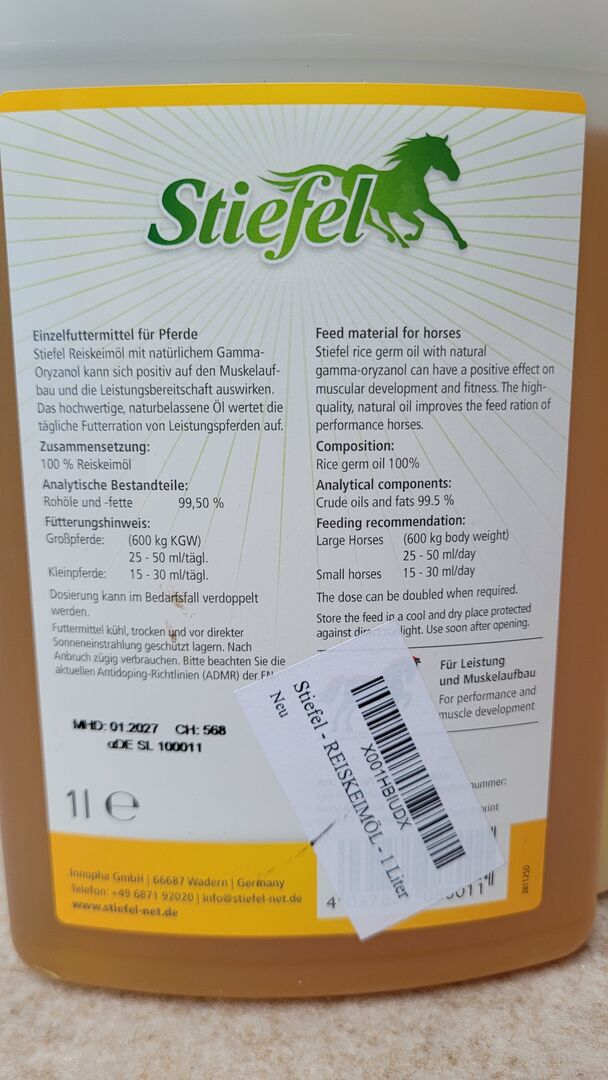 Stiefel
Einzelfuttermittel für Pferde
Stiefel Reiskeimöl mit natürlichem Gamma-
Oryzanol kann sich positiv auf den Muskelauf-
bau und die Leistungsbereitschaft auswirken.
Das hochwertige, naturbelassene Öl wertet die
tägliche Futterration von Leistungspferden auf.
Zusammensetzung:
100 % Reiskeimöl
Analytische Bestandteile:
Rohöle und -fette 99,50 %
Fütterungshinweis:
Großpferde: (600 kg KGW)
25 - 50 ml/tägl.
Kleinpferde: 15 - 30 ml/tägl.
Dosierung kann im Bedarfsfall verdoppelt
werden.
Futtermittel kühl, trocken und vor direkter
Sonneneinstrahlung geschützt lagern. Nach
Anbruch zügig verbrauchen. Bitte beachten Sie die
aktuellen Antidoping-Richtlinien (ADMR) der
MHD: 01.2027 CH: 568
αDE SL 100011
1l e
Innopha GmbH | 66687 Wadern | Germany
Telefon: +49 6871 92020 | info@stiefel-net.de
www.stiefel-net.de
Feed material for horses
Stiefel rice germ oil with natural
gamma-oryzanol can have a positive effect on
muscular development and fitness. The high-
quality, natural oil improves the feed ration of
performance horses.
Composition:
Rice germ oil 100%
Analytical components:
Crude oils and fats 99.5 %
Feeding recommendation:
Large Horses (600 kg body weight)
25 - 50 ml/day
Small horses 15 - 30 ml/day
The dose can be doubled when required.
Store the feed in a cool and dry place protected
against direct light. Use soon after opening.
Für Leistung
und Muskelaufbau
For performance and
muscle development
X001HBIUDX
Stiefel - REISKEIMÖL - 1 Liter
Neu